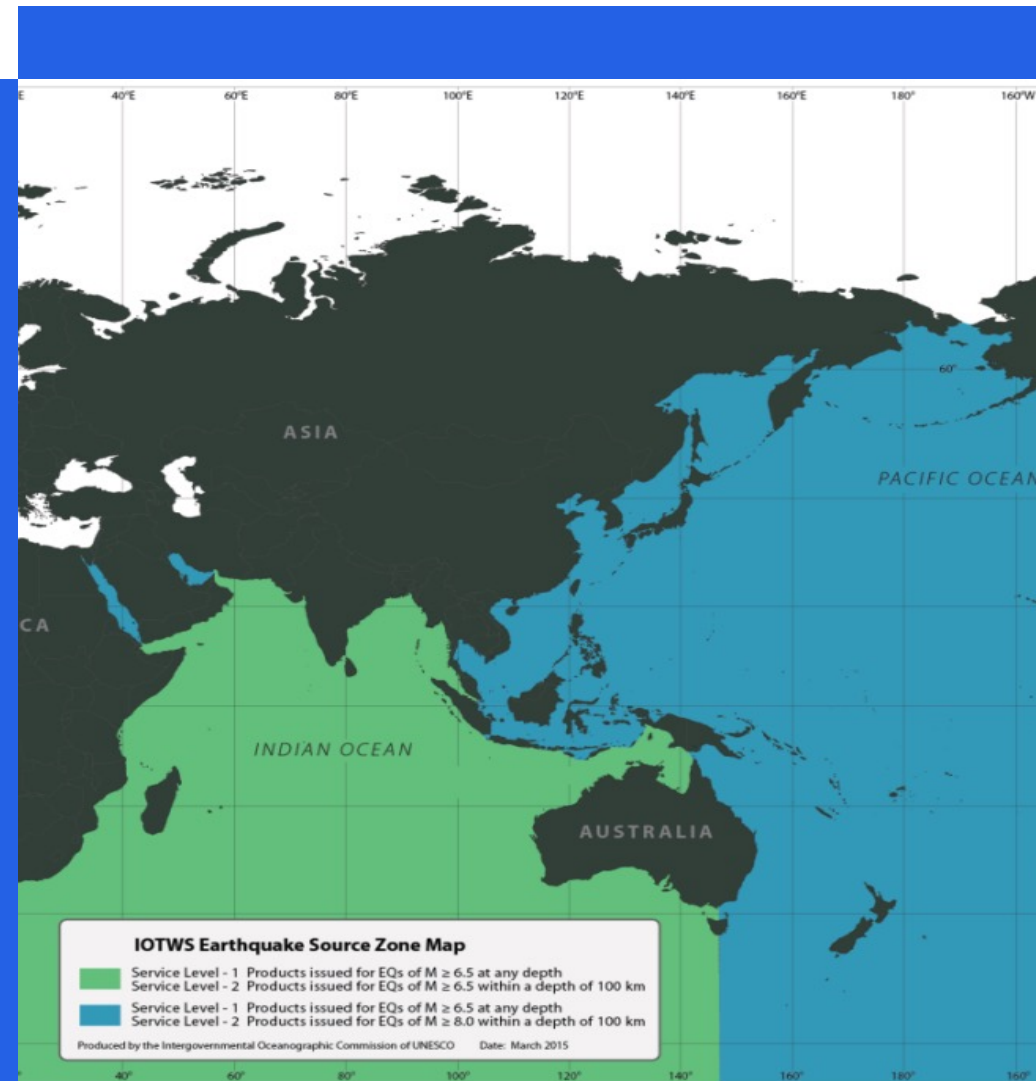 E 40°E 60°E 80°E 100°E 120°E 140°E 160°E 180° 160°W
60°
ASIA
PACIFIC OCEAN
CA
INDIAN OCEAN
AUSTRALIA
IOTWS Earthquake Source Zone Map
Service Level - 1 Products issued for EQs of M ≥ 6.5 at any depth
Service Level - 2 Products issued for EQs of M ≥ 6.5 within a depth of 100 km
Service Level - 1 Products issued for EQs of M ≥ 6.5 at any depth
Service Level - 2 Products issued for EQs of M ≥ 8.0 within a depth of 100 km
Produced by the Intergovernmental Oceanographic Commission of UNESCO Date: March 2015
40° 60° 80° 100° 120° 140° 160° 180° 160°